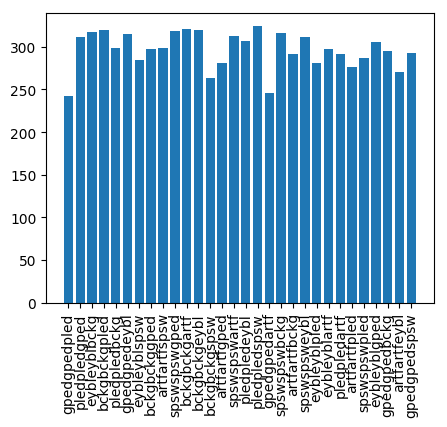 300
250
200
150
100
50
0
gpedgpedpled
pledpledgped
eybleyblbckg
bckgbckgpled
pledpledbckg
gpedgpedeybl
eybleyblspsw
bckgbckggped
artfartfspsw
spswspswgped
bckgbckgartf
bckgbckgeybl
bckgbckgspsw
artfartfgped
spswspswartf
pledpledeybl
pledpledspsw
gpedgpedartf
spswspswbckg
artfartfbckg
spswspsweybl
eybleyblpled
eybleyblartf
pledpledartf
artfartfpled
spswspswpled
eybleyblgped
gpedgpedbckg
artfartfeybl
gpedgpedspsw